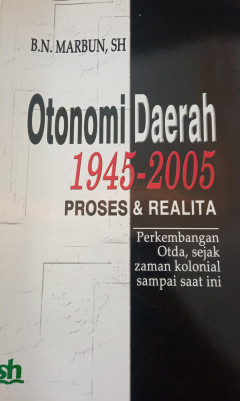 B.N. MARBUN, SH
Otonomi Daerah
1945-2005
PROSES & REALITA
Perkembangan
Otda, sejak
zaman kolonial
sampai saat ini
sh